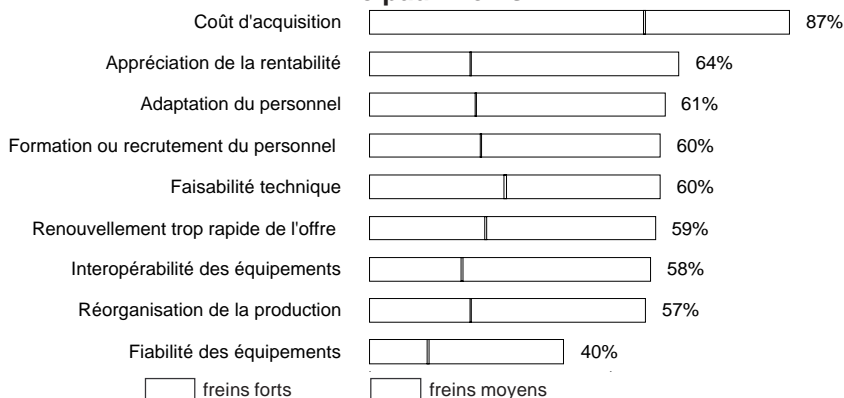 Coût d'acquisition 87%
Appréciation de la rentabilité 64%
Adaptation du personnel 61%
Formation ou recrutement du personnel 60%
Faisabilité technique 60%
Renouvellement trop rapide de l'offre 59%
Interopérabilité des équipements 58%
Réorganisation de la production 57%
Fiabilité des équipements 40%
freins forts freins moyens